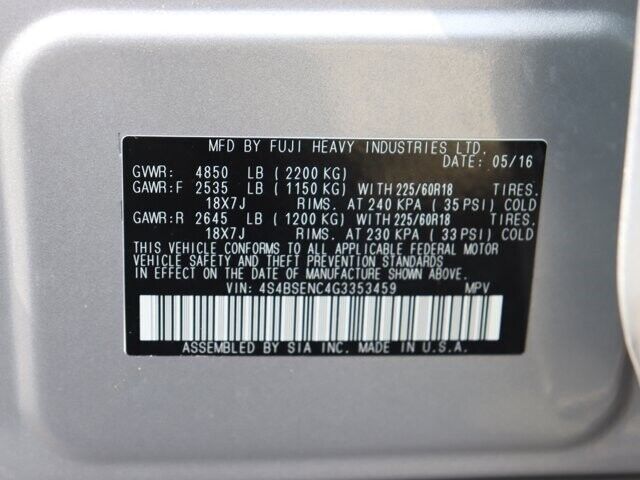 MFD BY FUJI HEAVY INDUSTRIES LTD.
DATE: 05/16
GVWR: 4850 LB (2200 KG)
GAWR:F 2535 LB (1150 KG) WITH 225/60R18 TIRES.
18X7J RIMS. AT 240 KPA (35 PSI) COLD
GAWR:R 2645 LB (1200 KG) WITH 225/60R18 TIRES.
18X7J RIMS. AT 230 KPA (33 PSI) COLD
THIS VEHICLE CONFORMS TO ALL APPLICABLE FEDERAL MOTOR
VEHICLE SAFETY AND THEFT PREVENTION STANDARDS
IN EFFECT ON THE DATE OF MANUFACTURE SHOWN ABOVE.
VIN: 4S4BSENC4G3353459 MPV
ASSEMBLED BY SIA INC. MADE IN U.S.A.